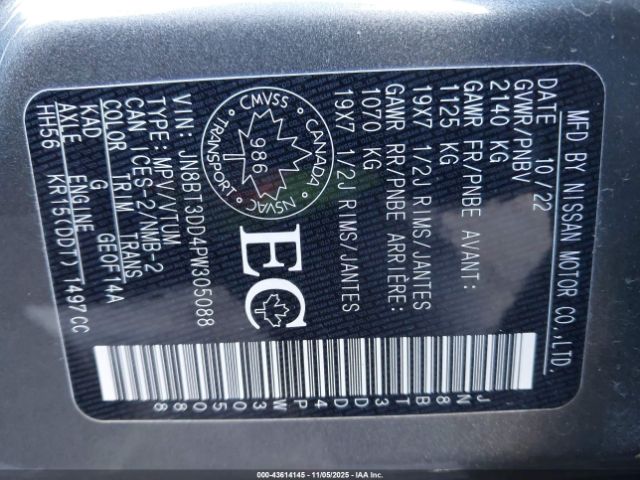 MFD BY NISSAN MOTOR CO.,LTD.
DATE 10/22
GVWR/PNBV
2140 KG
GAWR FR/PNBE AVANT:
1125 KG
19X7 1/2J RIMS/JANTES
GAWR RR/PNBE ARRIÈRE:
1070 KG
19X7 1/2J RIMS/JANTES
CMVSS NSVAC
CANADA
TRANSPORT
986
EC
VIN: JN8BT3DD4PW305088
TYPE: MPV/VTUM
CAN ICES-2/NMB-2
COLOR TRIM TRANS
KAD G GEOF14A
AXLE ENGINE
HH56 KR15(DDT) 1497CC
JN8BT3DD4PW305088
000-43614145 - 11/05/2025 - IAA Inc.